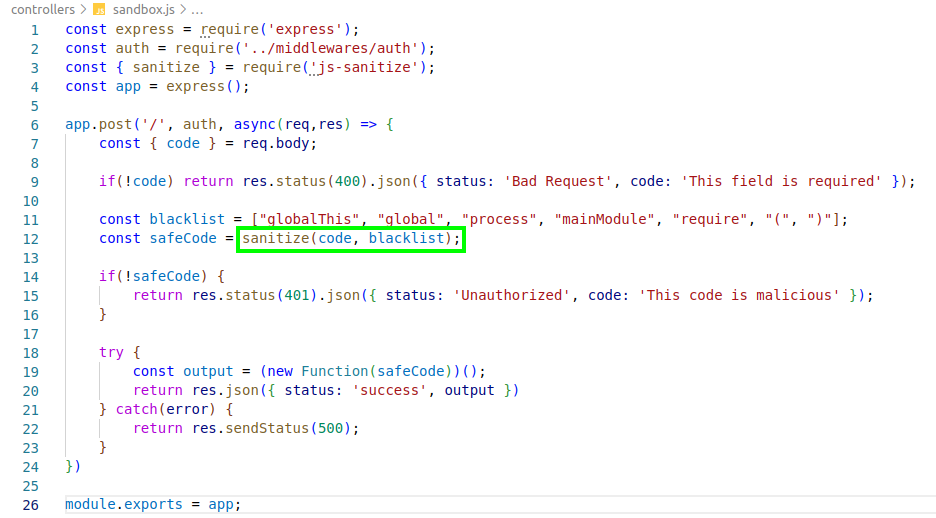 controllers > JS sandbox.js > ...
1 const express = require('express');
2 const auth = require('../middlewares/auth');
3 const { sanitize } = require('js-sanitize');
4 const app = express();
5
6 app.post('/', auth, async(req,res) => {
7 const { code } = req.body;
8
9 if(!code) return res.status(400).json({ status: 'Bad Request', code: 'This field is required' });
10
11 const blacklist = ["globalThis", "global", "process", "mainModule", "require", "(", ")"];
12 const safeCode = sanitize(code, blacklist);
13
14 if(!safeCode) {
15 return res.status(401).json({ status: 'Unauthorized', code: 'This code is malicious' });
16 }
17
18 try {
19 const output = (new Function(safeCode))();
20 return res.json({ status: 'success', output })
21 } catch(error) {
22 return res.sendStatus(500);
23 }
24 })
25
26 module.exports = app;